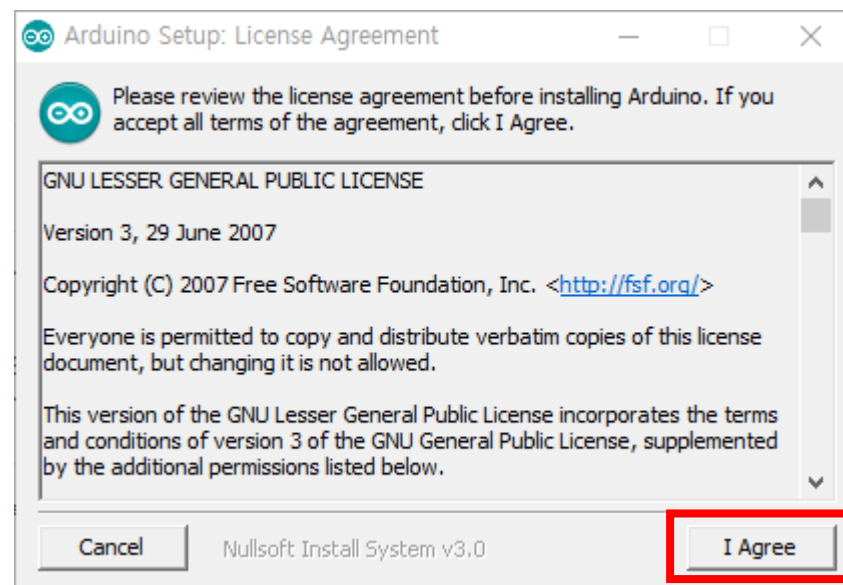 Arduino Setup: License Agreement
Please review the license agreement before installing Arduino. If you
accept all terms of the agreement, click I Agree.
GNU LESSER GENERAL PUBLIC LICENSE
Version 3, 29 June 2007
Copyright (C) 2007 Free Software Foundation, Inc. <http://fsf.org/>
Everyone is permitted to copy and distribute verbatim copies of this license
document, but changing it is not allowed.
This version of the GNU Lesser General Public License incorporates the terms
and conditions of version 3 of the GNU General Public License, supplemented
by the additional permissions listed below.
Cancel Nullsoft Install System v3.0 I Agree